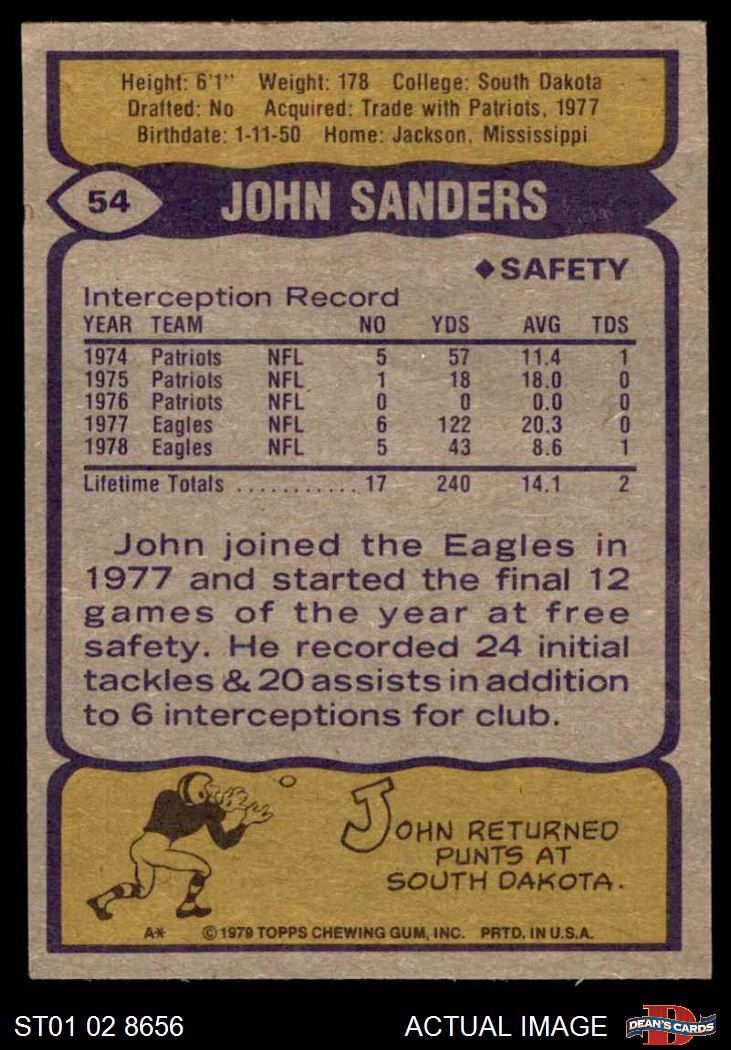 Height: 6'1" Weight: 178 College: South Dakota
Drafted: No Acquired: Trade with Patriots, 1977
Birthdate: 1-11-50 Home: Jackson, Mississippi
54 JOHN SANDERS
◆SAFETY
Interception Record
YEAR TEAM NO YDS AVG TDS
1974 Patriots NFL 5 57 11.4 1
1975 Patriots NFL 1 18 18.0 0
1976 Patriots NFL 0 0 0.0 0
1977 Eagles NFL 6 122 20.3 0
1978 Eagles NFL 5 43 8.6 1
Lifetime Totals ........... 17 240 14.1 2
John joined the Eagles in
1977 and started the final 12
games of the year at free
safety. He recorded 24 initial
tackles & 20 assists in addition
to 6 interceptions for club.
JOHN RETURNED
PUNTS AT
SOUTH DAKOTA.
A* © 1979 TOPPS CHEWING GUM, INC. PRTD. IN U.S.A.
ST01 02 8656 ACTUAL IMAGE D DEAN'S CARDS